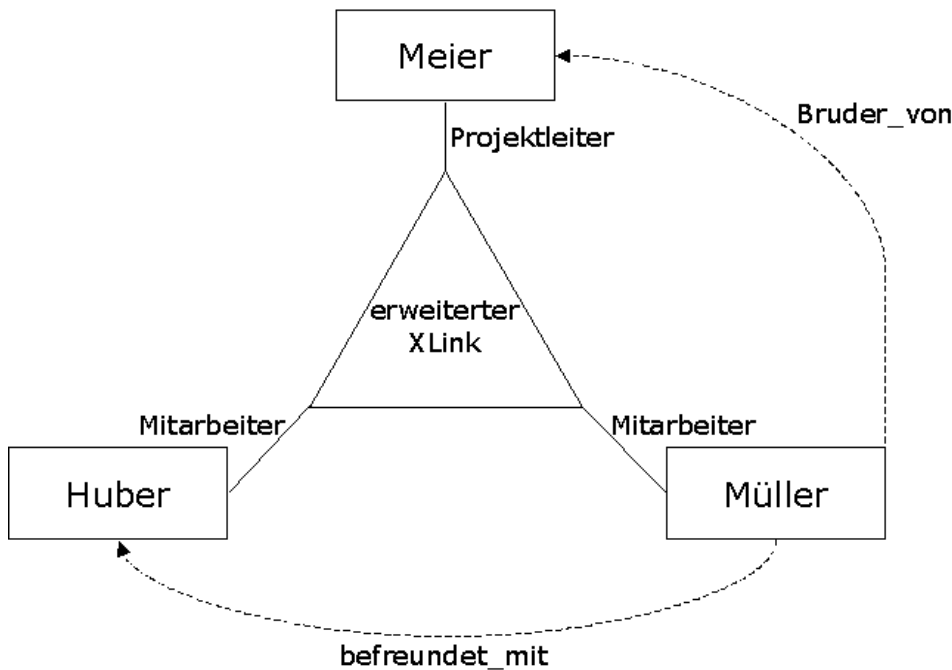 Meier
Bruder_von
Projektleiter
erweiterter
XLink
Mitarbeiter
Mitarbeiter
Huber
Müller
befreundet_mit